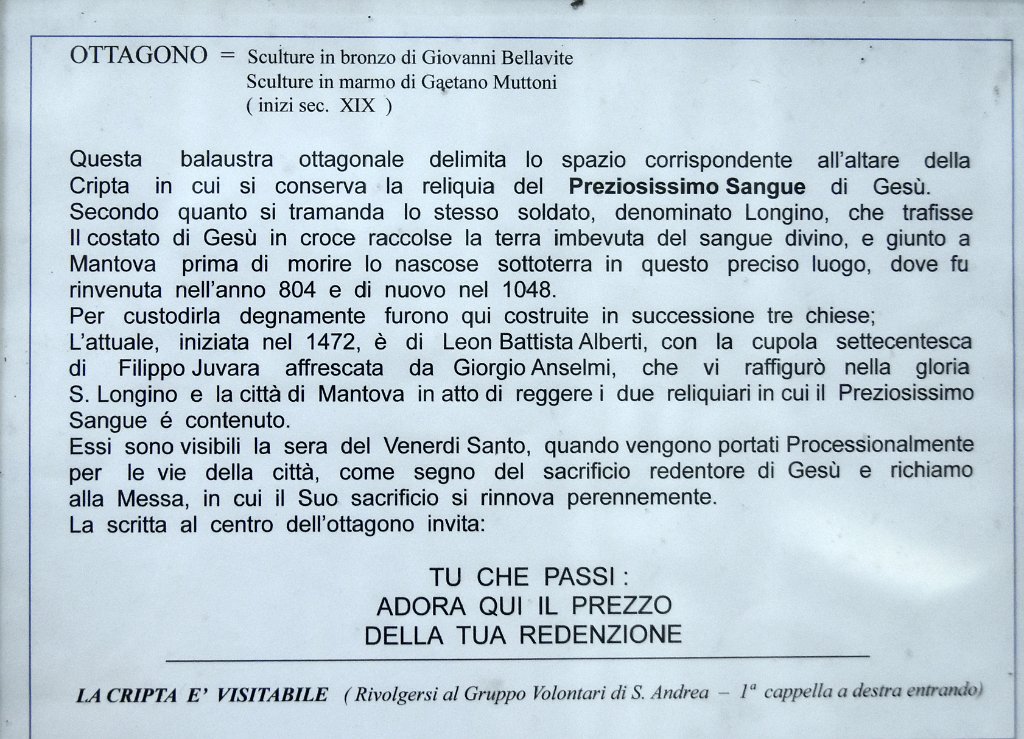 OTTAGONO = Sculture in bronzo di Giovanni Bellavite
Sculture in marmo di Gaetano Muttoni
( inizi sec. XIX )
Questa balaustra ottagonale delimita lo spazio corrispondente all'altare della
Cripta in cui si conserva la reliquia del Preziosissimo Sangue di Gesù.
Secondo quanto si tramanda lo stesso soldato, denominato Longino, che trafisse
Il costato di Gesù in croce raccolse la terra imbevuta del sangue divino, e giunto a
Mantova prima di morire lo nascose sottoterra in questo preciso luogo, dove fu
rinvenuta nell'anno 804 e di nuovo nel 1048.
Per custodirla degnamente furono qui costruite in successione tre chiese;
L'attuale, iniziata nel 1472, è di Leon Battista Alberti, con la cupola settecentesca
di Filippo Juvara affrescata da Giorgio Anselmi, che vi raffigurò nella gloria
S. Longino e la città di Mantova in atto di reggere i due reliquiari in cui il Preziosissimo
Sangue é contenuto.
Essi sono visibili la sera del Venerdi Santo, quando vengono portati Processionalmente
per le vie della città, come segno del sacrificio redentore di Gesù e richiamo
alla Messa, in cui il Suo sacrificio si rinnova perennemente.
La scritta al centro dell'ottagono invita:
TU CHE PASSI :
ADORA QUI IL PREZZO
DELLA TUA REDENZIONE
LA CRIPTA E' VISITABILE ( Rivolgersi al Gruppo Volontari di S. Andrea – 1ª cappella a destra entrando)